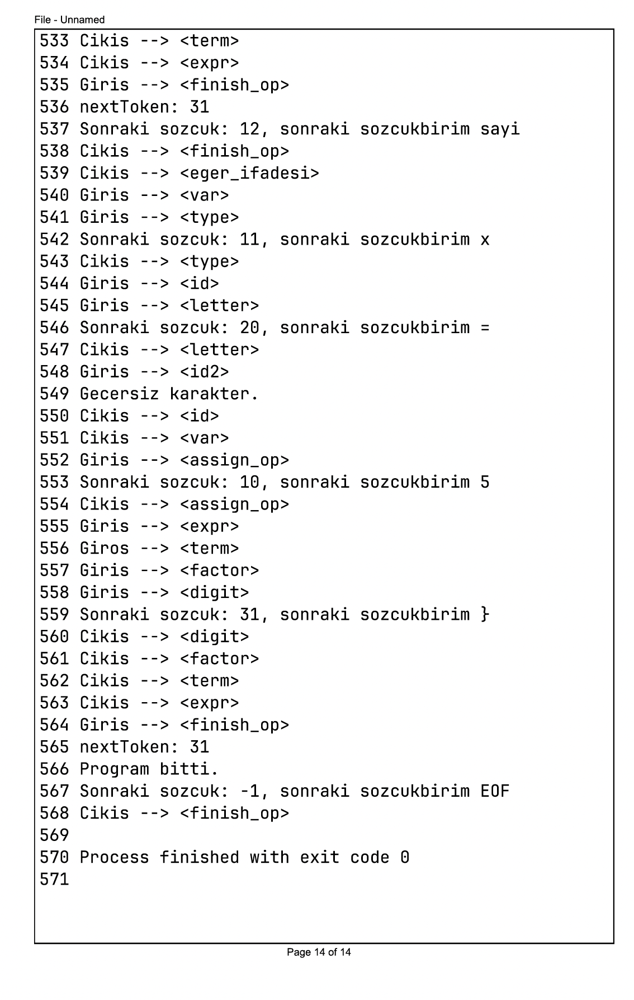 File - Unnamed
533 Cikis --> <term>
534 Cikis --> <expr>
535 Giris --> <finish_op>
536 nextToken: 31
537 Sonraki sozcuk: 12, sonraki sozcukbirim sayi
538 Cikis --> <finish_op>
539 Cikis --> <eger_ifadesi>
540 Giris --> <var>
541 Giris --> <type>
542 Sonraki sozcuk: 11, sonraki sozcukbirim x
543 Cikis --> <type>
544 Giris --> <id>
545 Giris --> <letter>
546 Sonraki sozcuk: 20, sonraki sozcukbirim =
547 Cikis --> <letter>
548 Giris --> <id2>
549 Gecersiz karakter.
550 Cikis --> <id>
551 Cikis --> <var>
552 Giris --> <assign_op>
553 Sonraki sozcuk: 10, sonraki sozcukbirim 5
554 Cikis --> <assign_op>
555 Giris --> <expr>
556 Giros --> <term>
557 Giris --> <factor>
558 Giris --> <digit>
559 Sonraki sozcuk: 31, sonraki sozcukbirim }
560 Cikis --> <digit>
561 Cikis --> <factor>
562 Cikis --> <term>
563 Cikis --> <expr>
564 Giris --> <finish_op>
565 nextToken: 31
566 Program bitti.
567 Sonraki sozcuk: -1, sonraki sozcukbirim EOF
568 Cikis --> <finish_op>
569
570 Process finished with exit code 0
571
Page 14 of 14